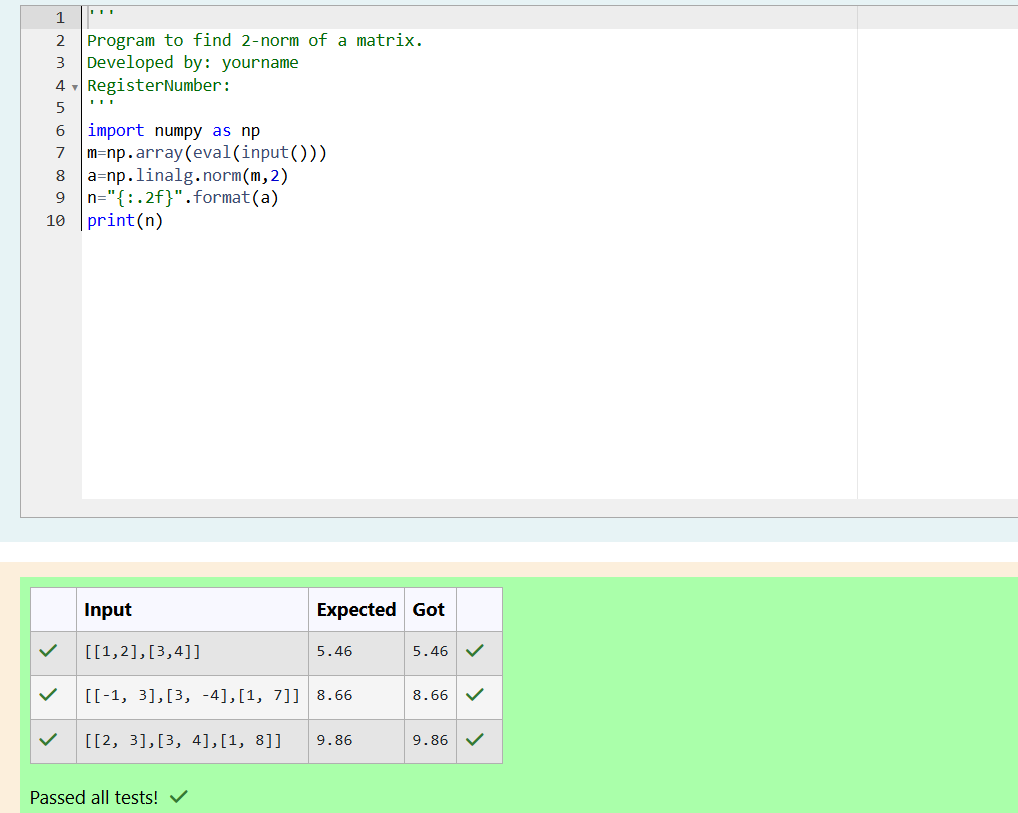 1 '''
2 Program to find 2-norm of a matrix.
3 Developed by: yourname
4 RegisterNumber:
5 '''
6 import numpy as np
7 m=np.array(eval(input()))
8 a=np.linalg.norm(m,2)
9 n="{:.2f}".format(a)
10 print(n)
Input Expected Got
[[1,2],[3,4]] 5.46 5.46
[[-1, 3],[3, -4],[1, 7]] 8.66 8.66
[[2, 3],[3, 4],[1, 8]] 9.86 9.86
Passed all tests!